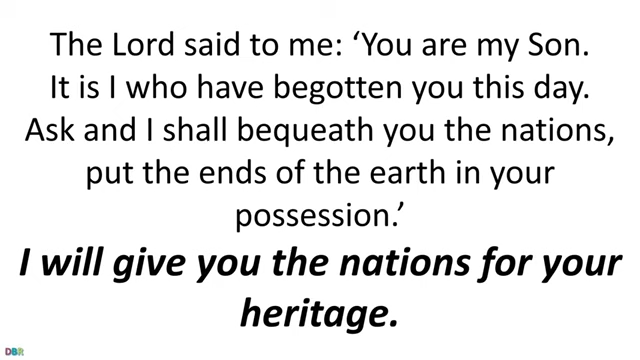 The Lord said to me: ‘You are my Son.
It is I who have begotten you this day.
Ask and I shall bequeath you the nations,
put the ends of the earth in your
possession.’
I will give you the nations for your
heritage.
DBR